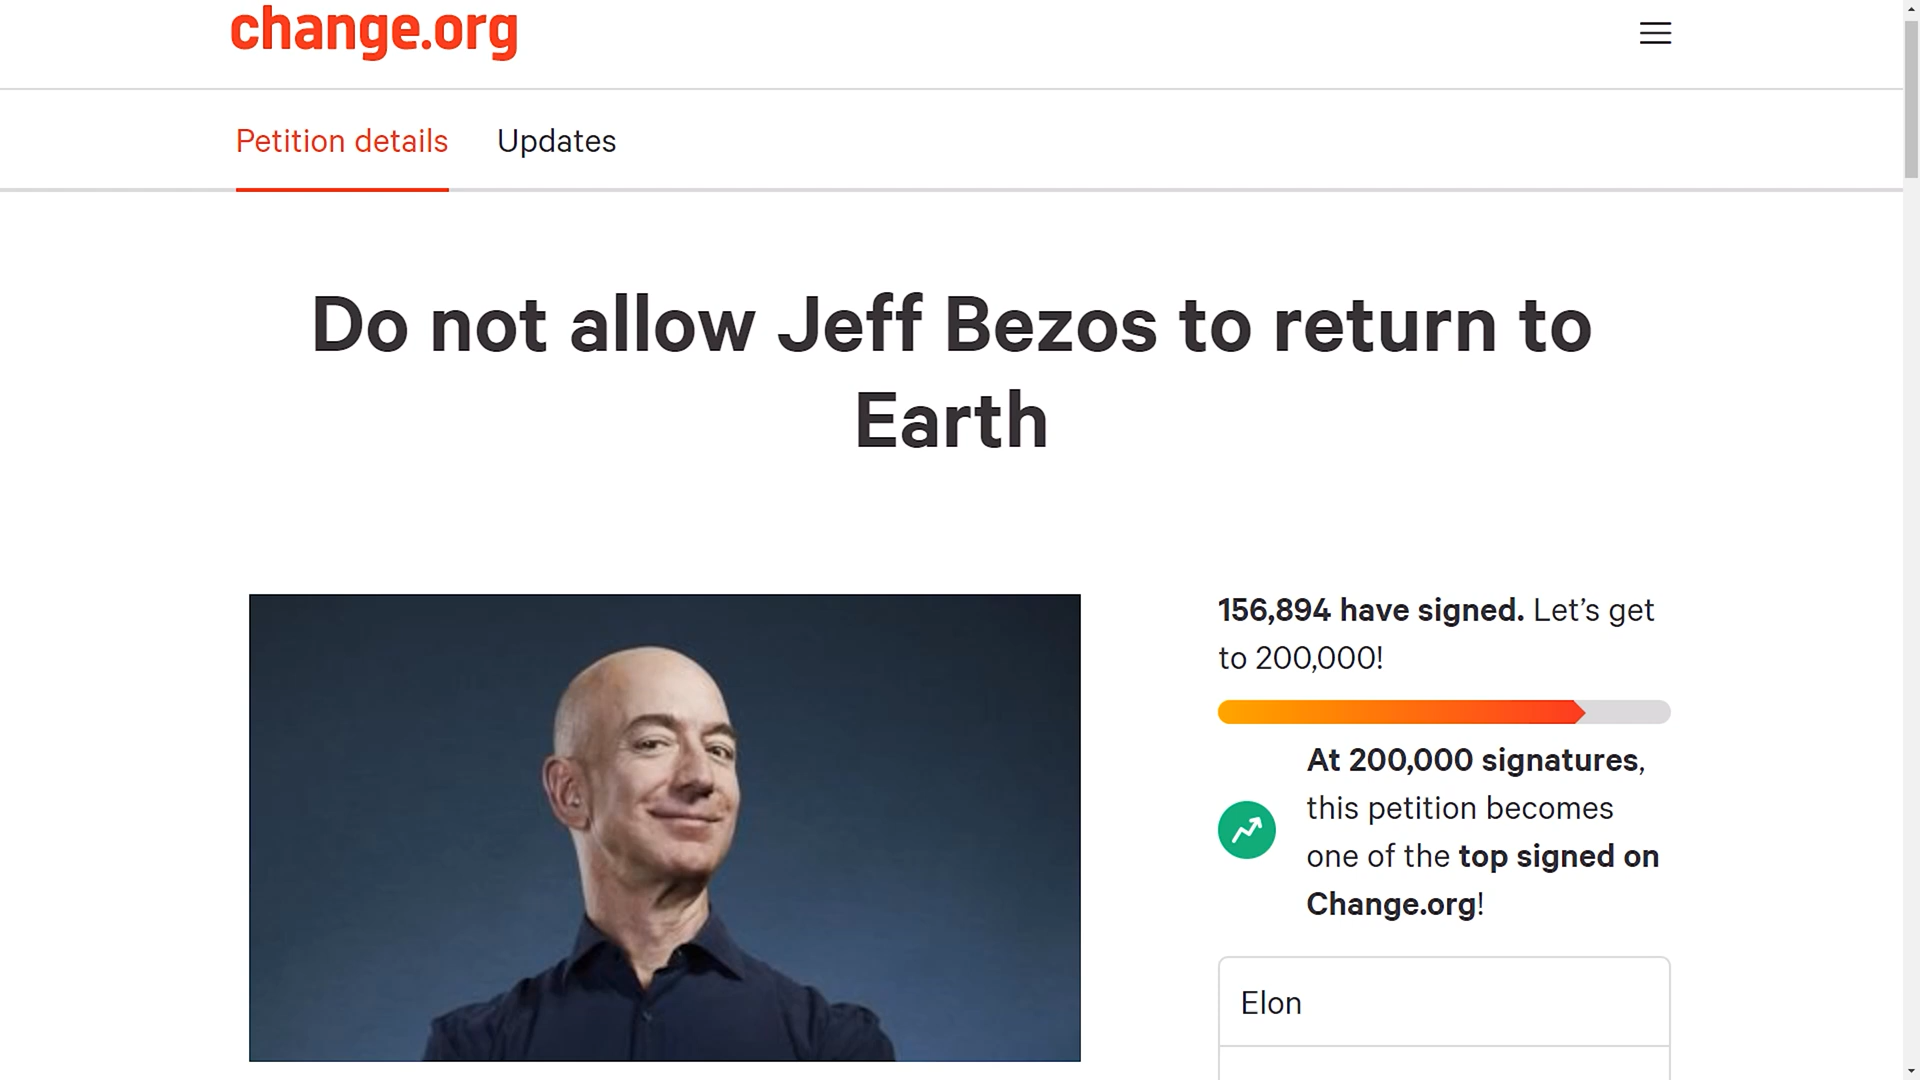 change.org
Petition details
Updates
Do not allow Jeff Bezos to return to
Earth
156,894 have signed. Let’s get
to 200,000!
At 200,000 signatures,
this petition becomes
one of the top signed on
Change.org!
Elon